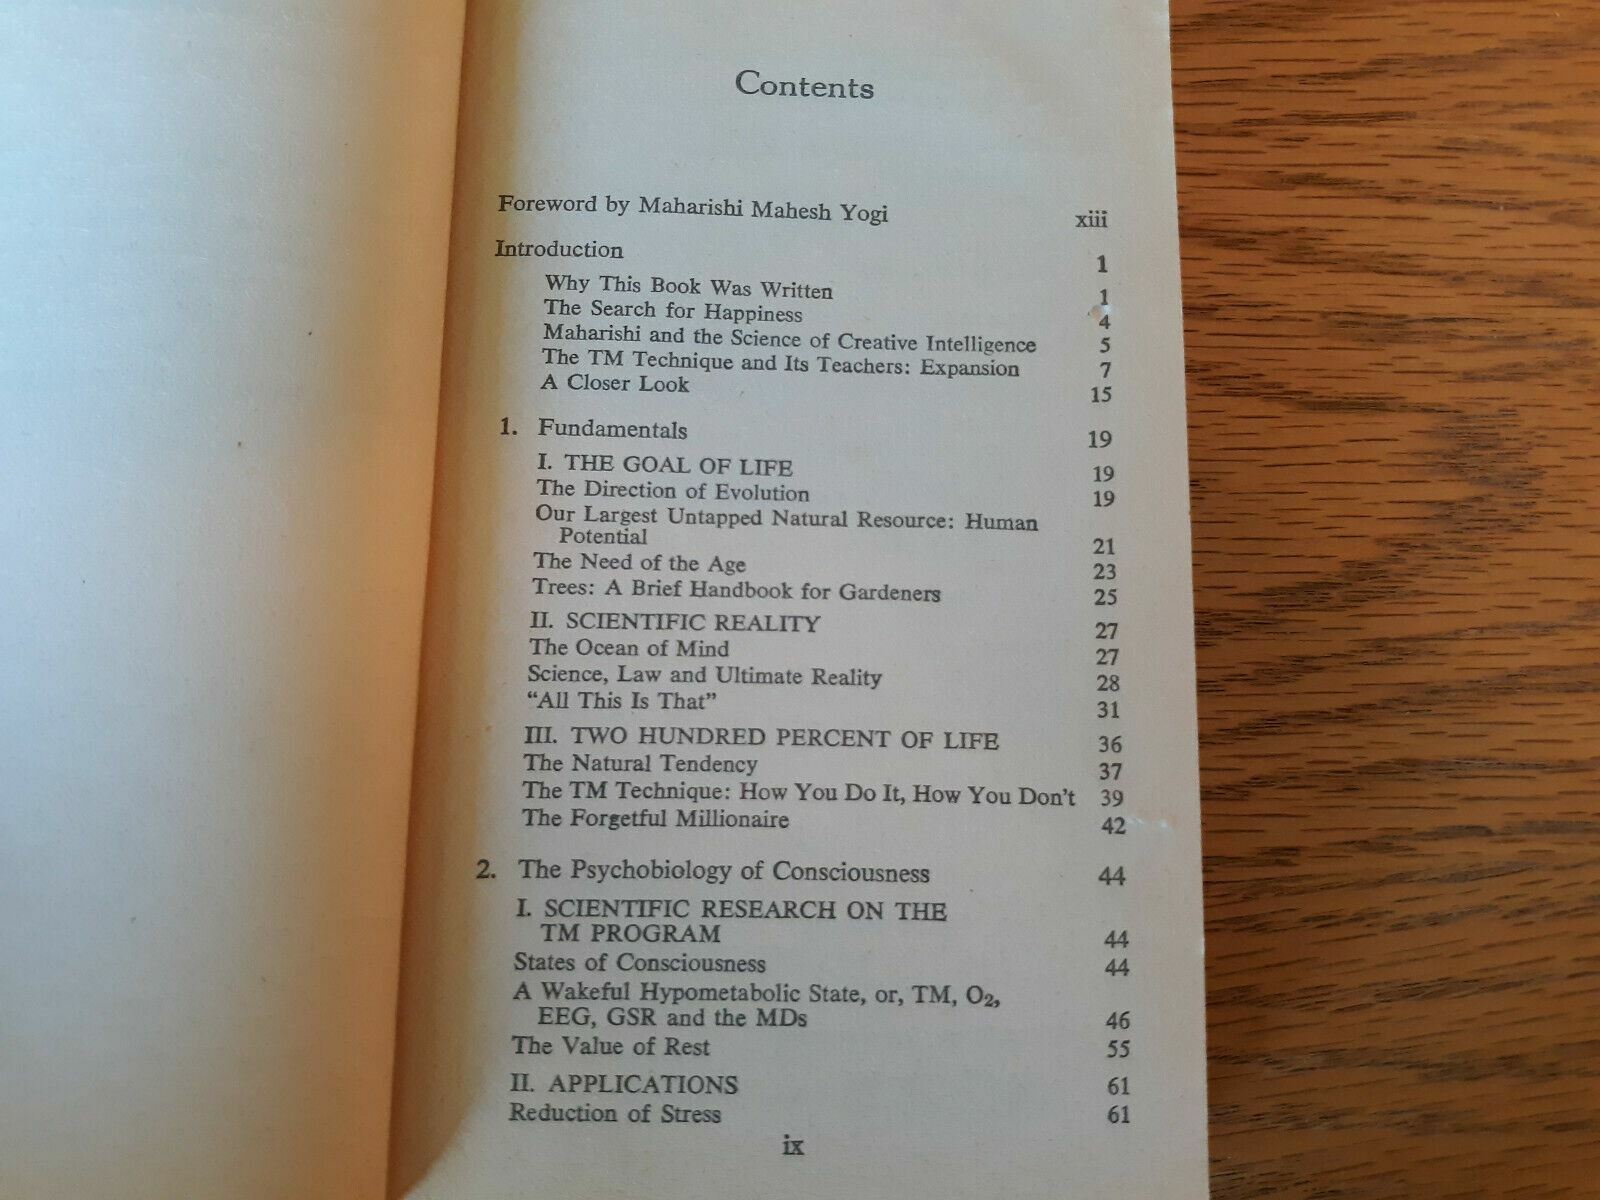 Contents
Foreword by Maharishi Mahesh Yogi xiii
Introduction 1
Why This Book Was Written 1
The Search for Happiness 4
Maharishi and the Science of Creative Intelligence 5
The TM Technique and Its Teachers: Expansion 7
A Closer Look 15
1. Fundamentals 19
I. THE GOAL OF LIFE 19
The Direction of Evolution 19
Our Largest Untapped Natural Resource: Human
Potential 21
The Need of the Age 23
Trees: A Brief Handbook for Gardeners 25
II. SCIENTIFIC REALITY 27
The Ocean of Mind 27
Science, Law and Ultimate Reality 28
“All This Is That” 31
III. TWO HUNDRED PERCENT OF LIFE 36
The Natural Tendency 37
The TM Technique: How You Do It, How You Don't 39
The Forgetful Millionaire 42
2. The Psychobiology of Consciousness 44
I. SCIENTIFIC RESEARCH ON THE
TM PROGRAM 44
States of Consciousness 44
A Wakeful Hypometabolic State, or, TM, O₂,
EEG, GSR and the MDs 46
The Value of Rest 55
II. APPLICATIONS 61
Reduction of Stress 61
ix